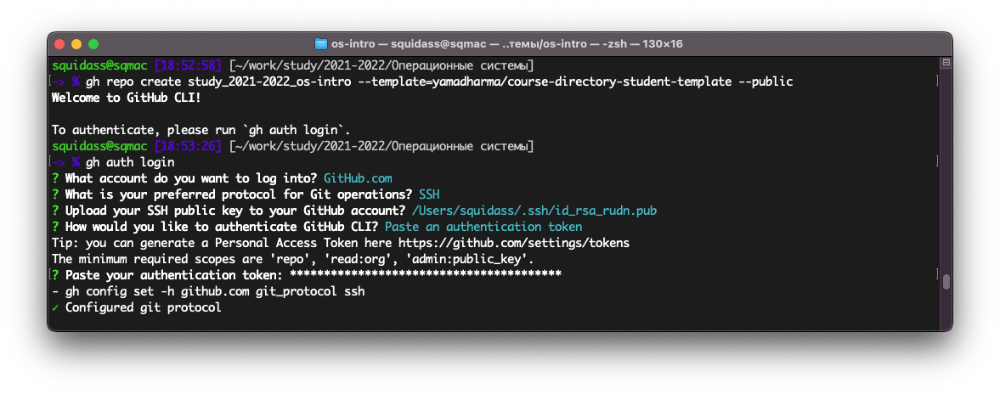 os-intro — squidass@sqmac — ..темы/os-intro — -zsh — 130×16
squidass@sqmac [18:52:58] [~/work/study/2021-2022/Операционные системы]
[-> % gh repo create study_2021-2022_os-intro --template=yamadharma/course-directory-student-template --public ]
Welcome to GitHub CLI!
To authenticate, please run `gh auth login`.
squidass@sqmac [18:53:26] [~/work/study/2021-2022/Операционные системы]
[-> % gh auth login ]
? What account do you want to log into? GitHub.com
? What is your preferred protocol for Git operations? SSH
? Upload your SSH public key to your GitHub account? /Users/squidass/.ssh/id_rsa_rudn.pub
? How would you like to authenticate GitHub CLI? Paste an authentication token
Tip: you can generate a Personal Access Token here https://github.com/settings/tokens
The minimum required scopes are 'repo', 'read:org', 'admin:public_key'.
[? Paste your authentication token: **************************************** ]
- gh config set -h github.com git_protocol ssh
✓ Configured git protocol